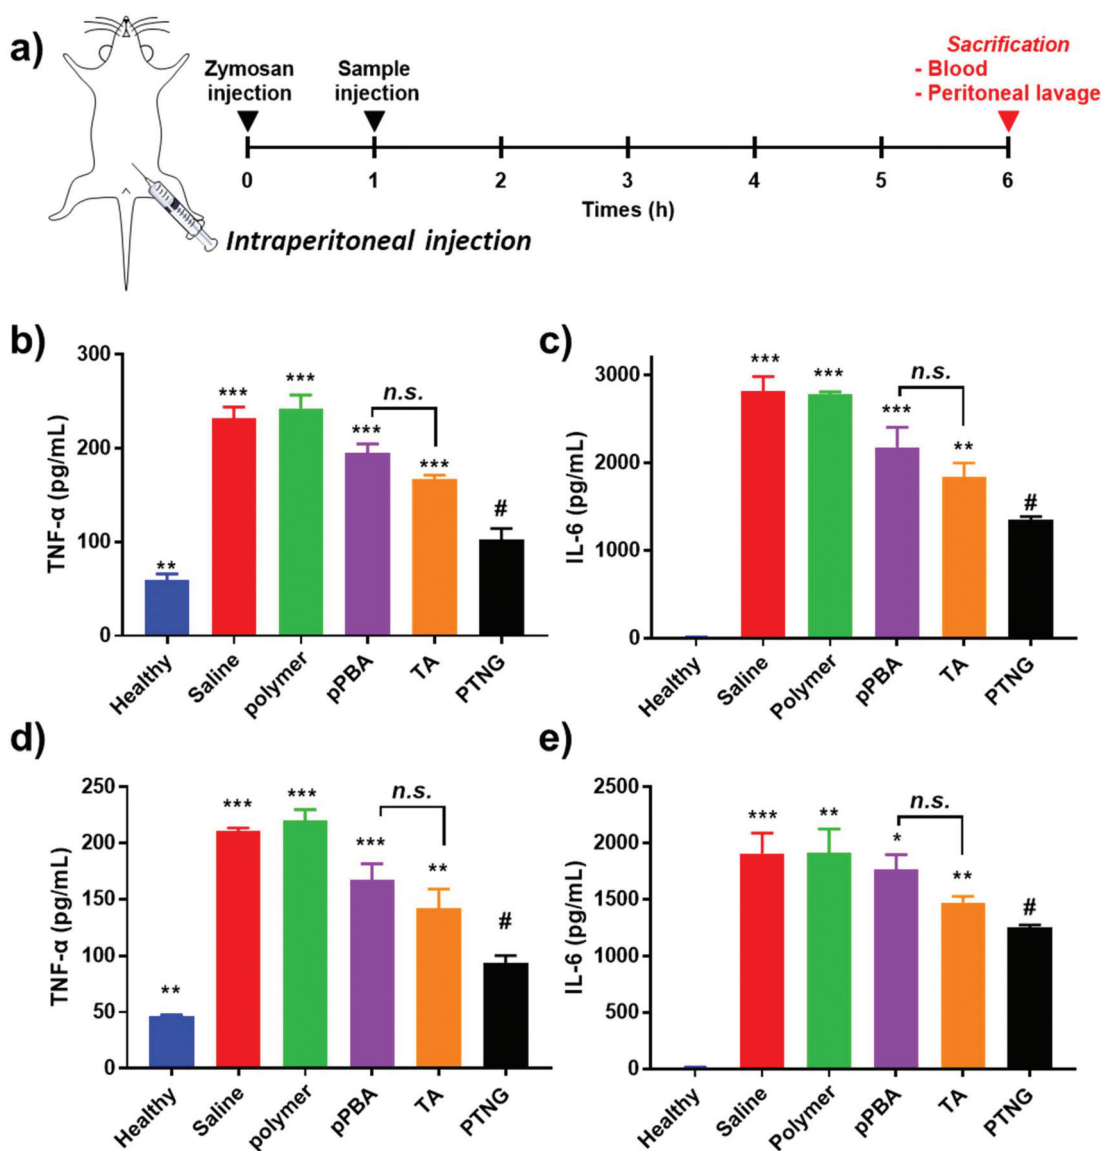 a)
Zymosan
injection
Sample
injection
Sacrification
- Blood
- Peritoneal lavage
0 1 2 3 4 5 6
Times (h)
Intraperitoneal injection
b)
TNF-α (pg/mL)
300
200
100
0
**
***
***
***
***
#
n.s.
Healthy
Saline
polymer
pPBA
TA
PTNG
c)
IL-6 (pg/mL)
3000
2000
1000
0
***
***
***
**
#
n.s.
Healthy
Saline
Polymer
pPBA
TA
PTNG
d)
TNF-α (pg/mL)
250
200
150
100
50
0
**
***
***
***
**
#
n.s.
Healthy
Saline
polymer
pPBA
TA
PTNG
e)
IL-6 (pg/mL)
2500
2000
1500
1000
500
0
***
**
*
**
#
n.s.
Healthy
Saline
Polymer
pPBA
TA
PTNG